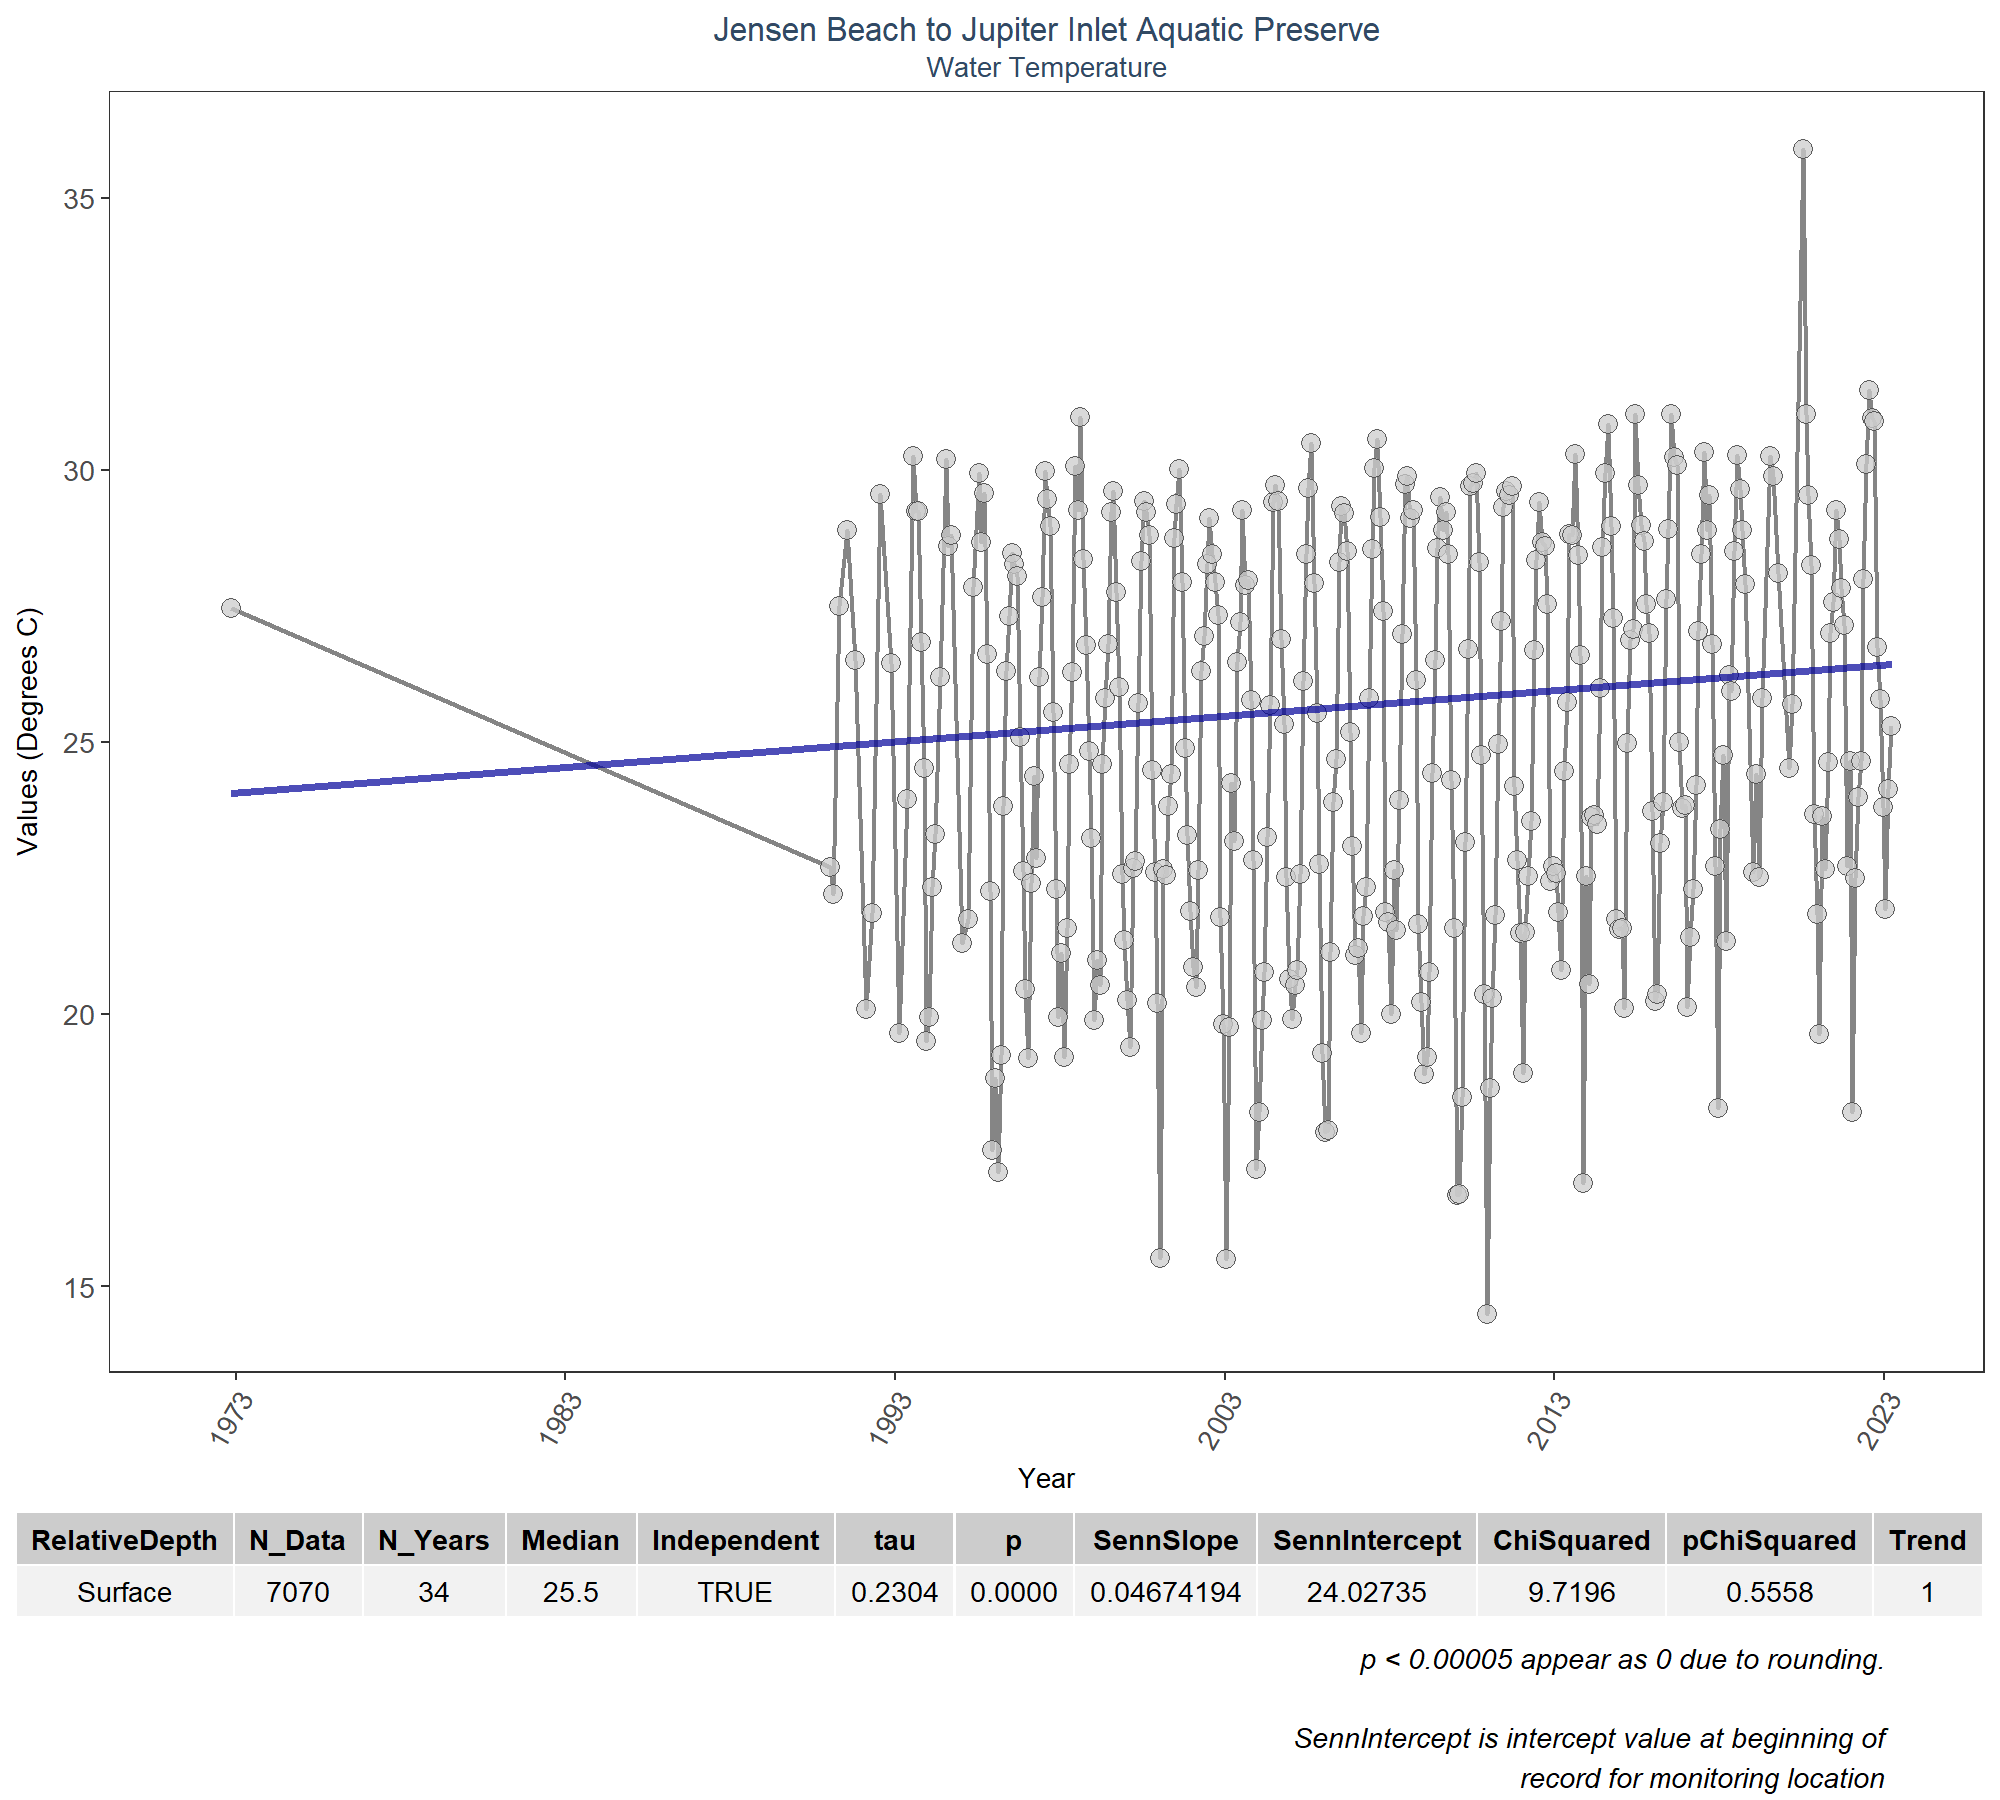 Jensen Beach to Jupiter Inlet Aquatic Preserve
Water Temperature
Values (Degrees C)
35
30
25
20
15
1973
1983
1993
2003
2013
2023
Year
RelativeDepth N_Data N_Years Median Independent tau p SennSlope SennIntercept ChiSquared pChiSquared Trend
Surface 7070 34 25.5 TRUE 0.2304 0.0000 0.04674194 24.02735 9.7196 0.5558 1
p < 0.00005 appear as 0 due to rounding.
SennIntercept is intercept value at beginning of
record for monitoring location